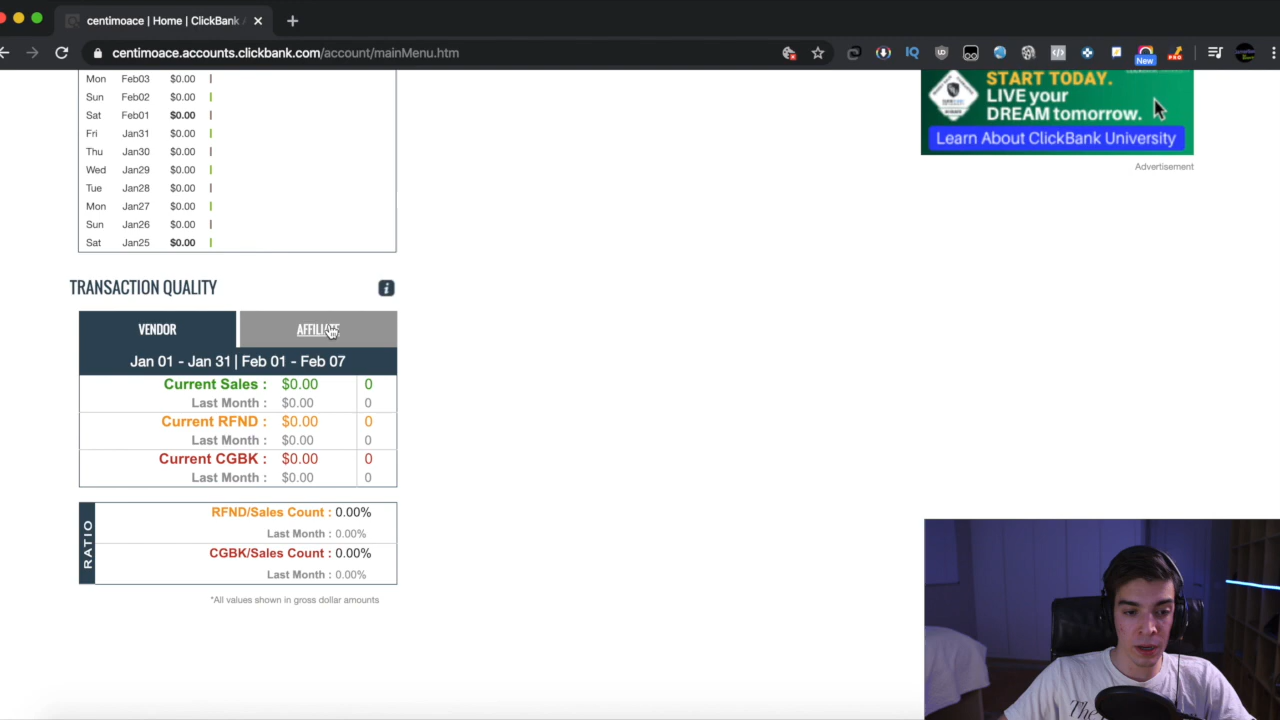 centimoace | Home | ClickBank
centimoace.accounts.clickbank.com/account/mainMenu.htm
New
PRO
Mon Feb03 $0.00
Sun Feb02 $0.00
Sat Feb01 $0.00
Fri Jan31 $0.00
Thu Jan30 $0.00
Wed Jan29 $0.00
Tue Jan28 $0.00
Mon Jan27 $0.00
Sun Jan26 $0.00
Sat Jan25 $0.00
START TODAY.
LIVE your
DREAM tomorrow.
Learn About ClickBank University
Advertisement
TRANSACTION QUALITY
VENDOR AFFILIATE
Jan 01 - Jan 31 | Feb 01 - Feb 07
Current Sales : $0.00 0
Last Month : $0.00 0
Current RFND : $0.00 0
Last Month : $0.00 0
Current CGBK : $0.00 0
Last Month : $0.00 0
RATIO
RFND/Sales Count : 0.00%
Last Month : 0.00%
CGBK/Sales Count : 0.00%
Last Month : 0.00%
*All values shown in gross dollar amounts
The